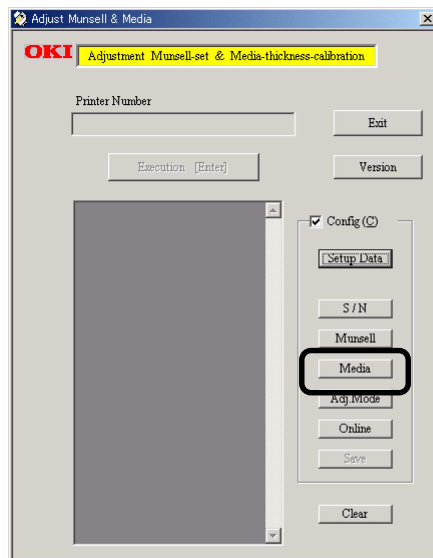 Adjust Munsell & Media
OKI
Adjustment Munsell-set & Media-thickness-calibration
Printer Number
Exit
Execution [Enter]
Version
Config (C)
Setup Data
S / N
Munsell
Media
Adj.Mode
Online
Save
Clear